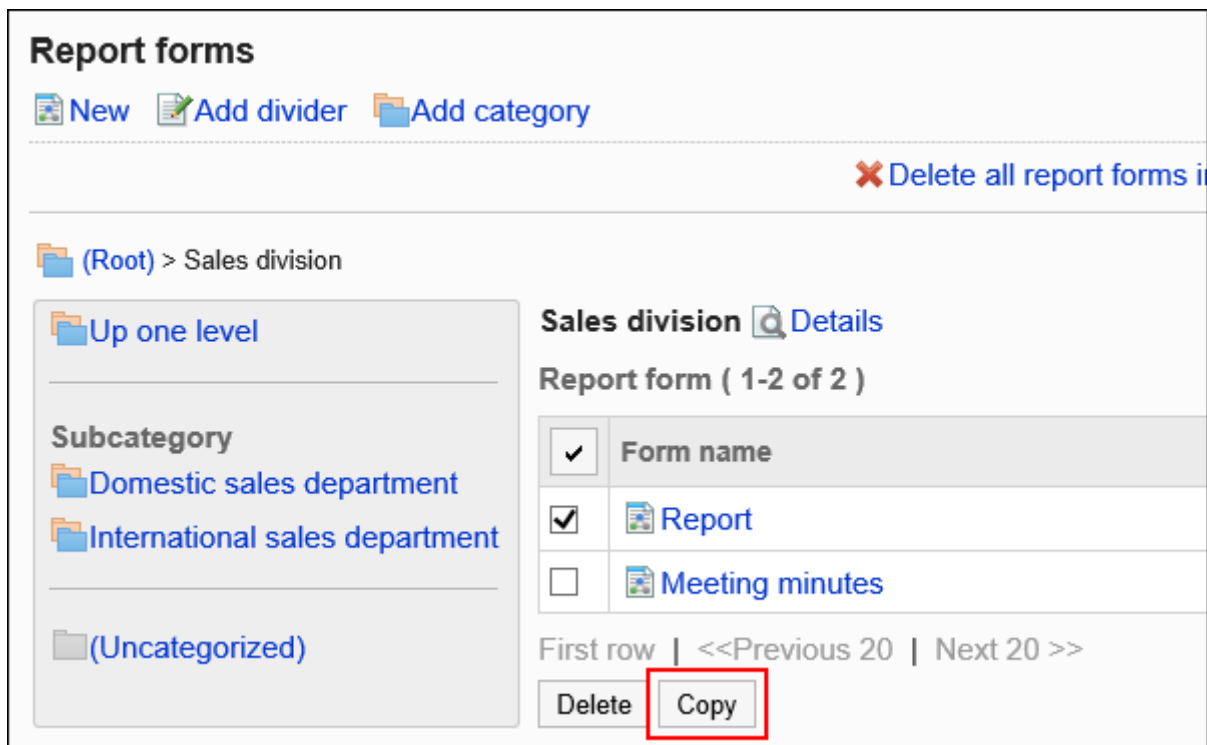 Report forms
New Add divider Add category
Delete all report forms i
(Root) > Sales division
Up one level
Subcategory
Domestic sales department
International sales department
(Uncategorized)
Sales division Details
Report form ( 1-2 of 2 )
Form name
Report
Meeting minutes
First row | <<Previous 20 | Next 20 >>
Delete Copy